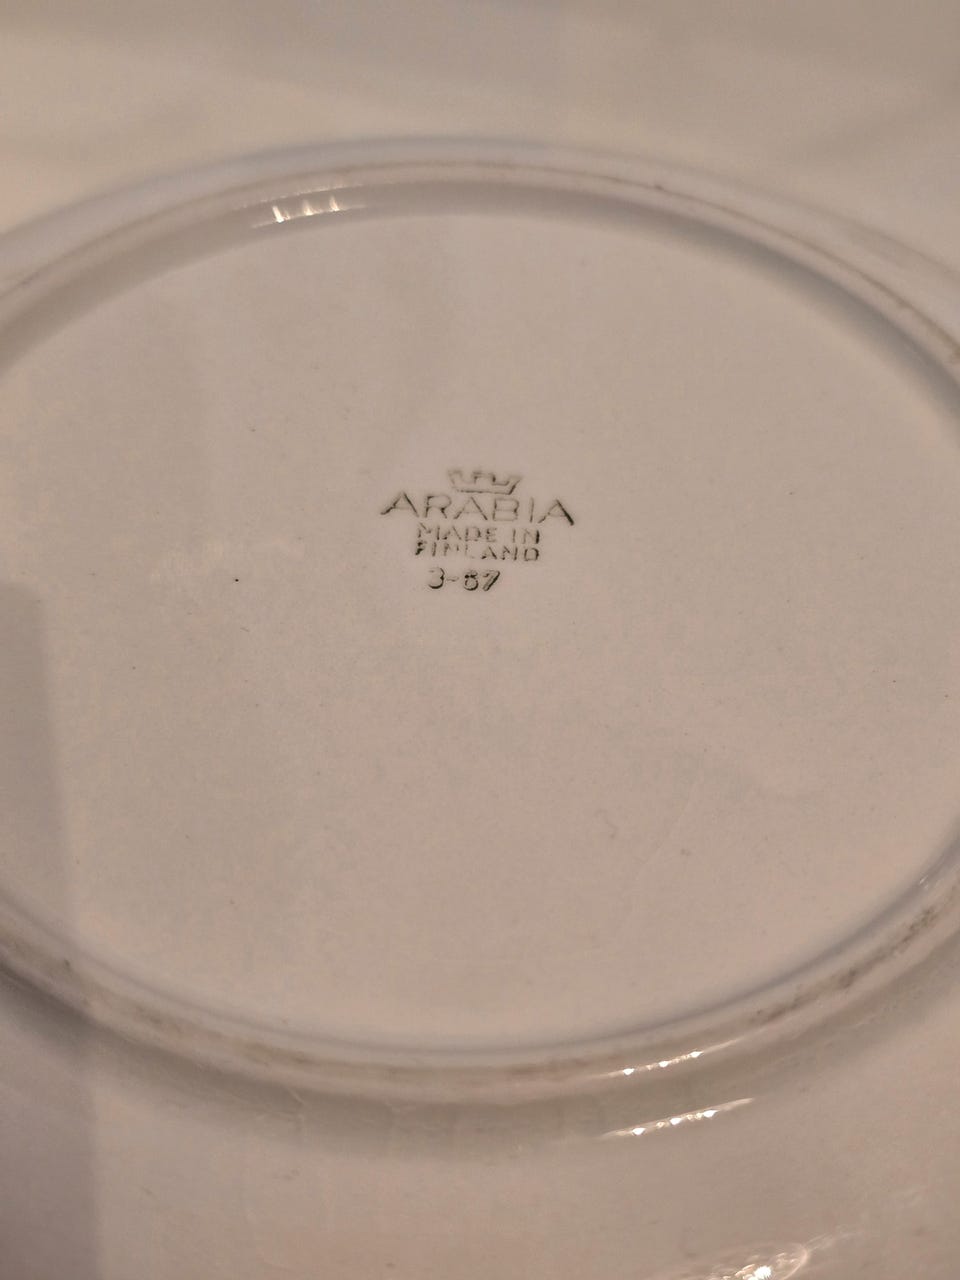 ARABIA
MADE IN
FINLAND
3-67